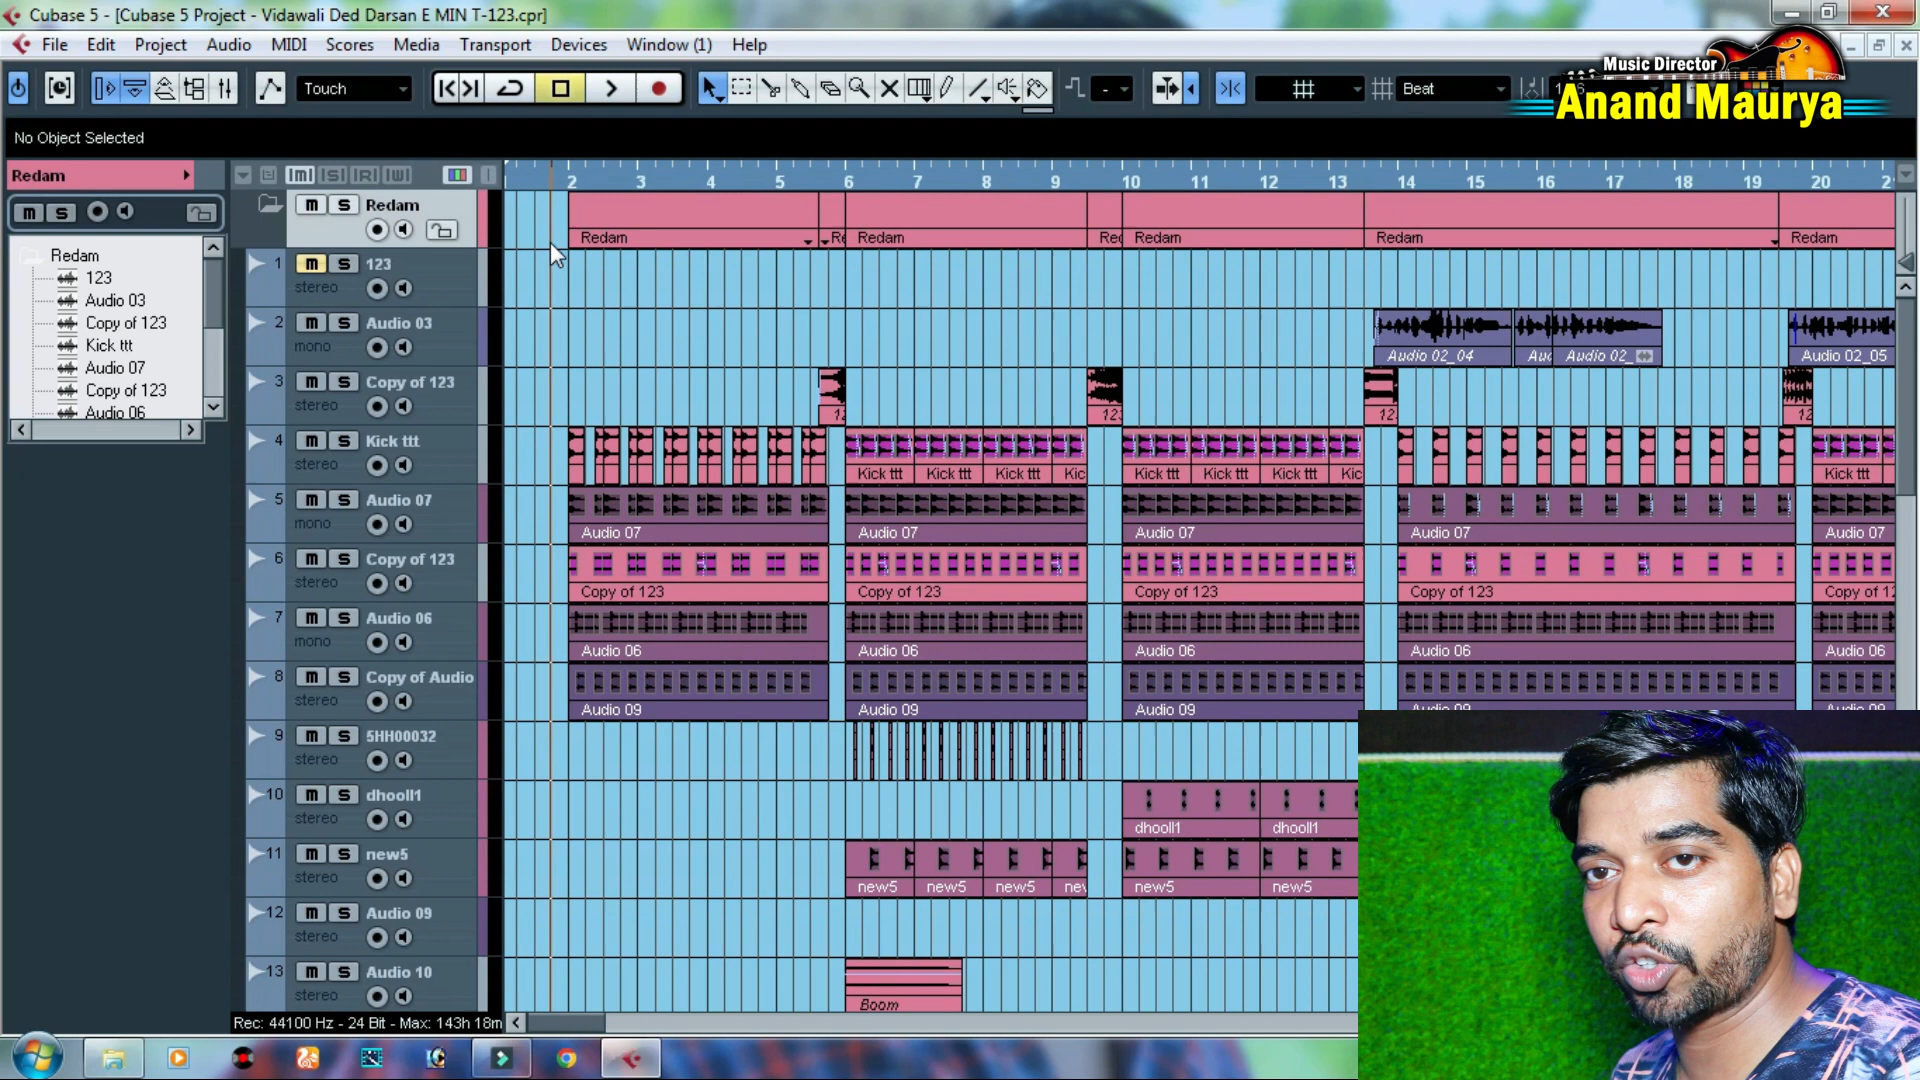 Cubase 5 - [Cubase 5 Project - Vidawali Ded Darsan E MIN T-123.cpr]
File Edit Project Audio MIDI Scores Media Transport Devices Window (1) Help
Music Director
Anand Maurya
Touch
Beat
No Object Selected
Redam
m S
Redam
123
Audio 03
Copy of 123
Kick ttt
Audio 07
Copy of 123
Audio 06
2 3 4 5 6 7 8 9 10 11 12 13 14 15 16 17 18 19 20 2
m S Redam
Redam Redam Redam Redam Redam
1 m S 123
stereo
2 m S Audio 03
mono
Audio 02_04 Audio 02_ Audio 02_05
3 m S Copy of 123
stereo
4 m S Kick ttt
stereo
Kick ttt Kick ttt Kick ttt Kic Kick ttt Kick ttt Kick ttt Kic Kick ttt
5 m S Audio 07
mono
Audio 07 Audio 07 Audio 07 Audio 07 Audio 07
6 m S Copy of 123
stereo
Copy of 123 Copy of 123 Copy of 123 Copy of 123 Copy of 12
7 m S Audio 06
mono
Audio 06 Audio 06 Audio 06 Audio 06 Audio 06
8 m S Copy of Audio
stereo
Audio 09 Audio 09 Audio 09
9 m S 5HH00032
stereo
10 m S dhooll1
stereo
dhooll1 dhooll1
11 m S new5
stereo
new5 new5 new5 new new5 new5
12 m S Audio 09
stereo
13 m S Audio 10
stereo
Boom
Rec: 44100 Hz - 24 Bit - Max: 143h 18m